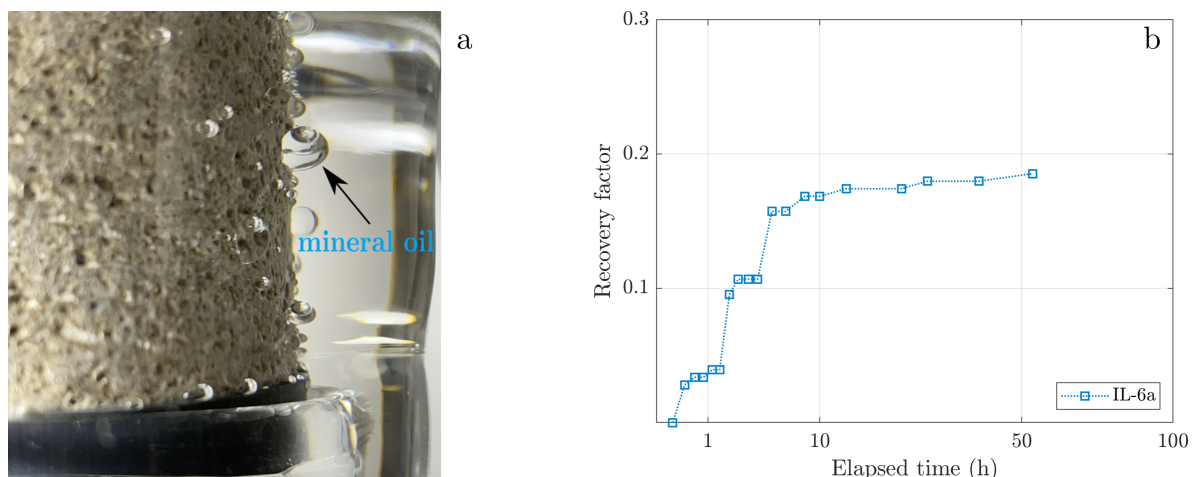 a
mineral oil
b
0.3
0.2
0.1
Recovery factor
IL-6a
1
10
50
100
Elapsed time (h)